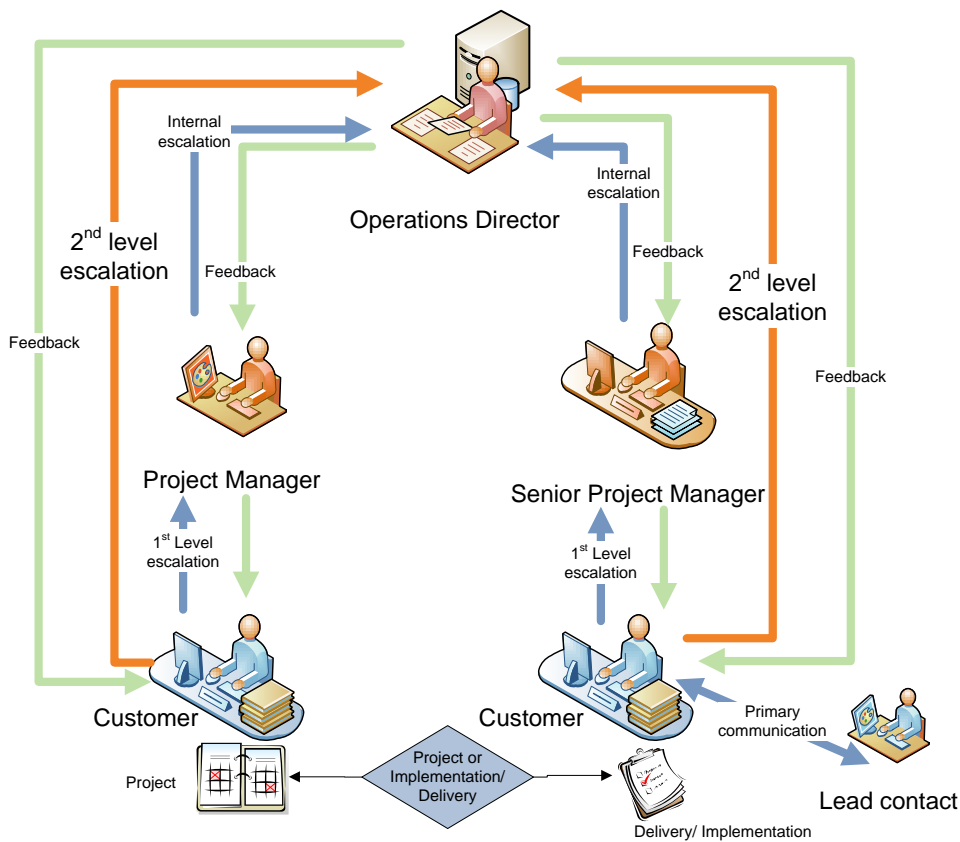 Internal
escalation
Internal
escalation
Operations Director
2nd level
escalation
Feedback
Feedback
2nd level
escalation
Feedback
Feedback
Project Manager
Senior Project Manager
1st Level
escalation
1st Level
escalation
Customer
Customer
Primary
communication
Project or
Implementation/
Delivery
Project
Lead contact
Delivery/ Implementation